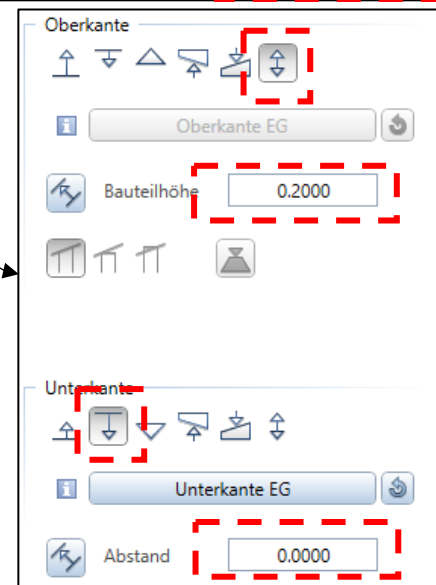 Oberkante
Oberkante EG
Bauteilhöhe 0.2000
Unterkante
Unterkante EG
Abstand 0.0000